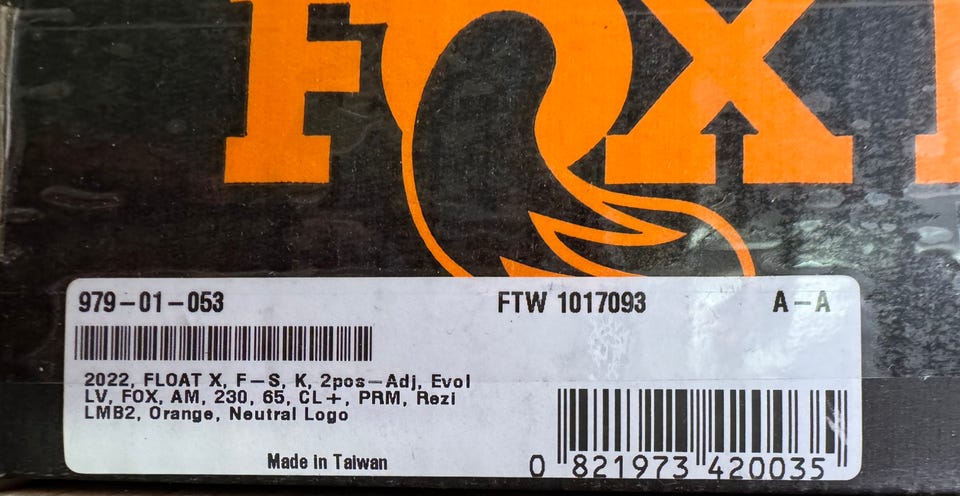 FOX
979-01-053 FTW 1017093 A-A
2022, FLOAT X, F-S, K, 2pos-Adj, Evol
LV, FOX, AM, 230, 65, CL+, PRM, Rezi
LMB2, Orange, Neutral Logo
Made in Taiwan
0 821973 420035